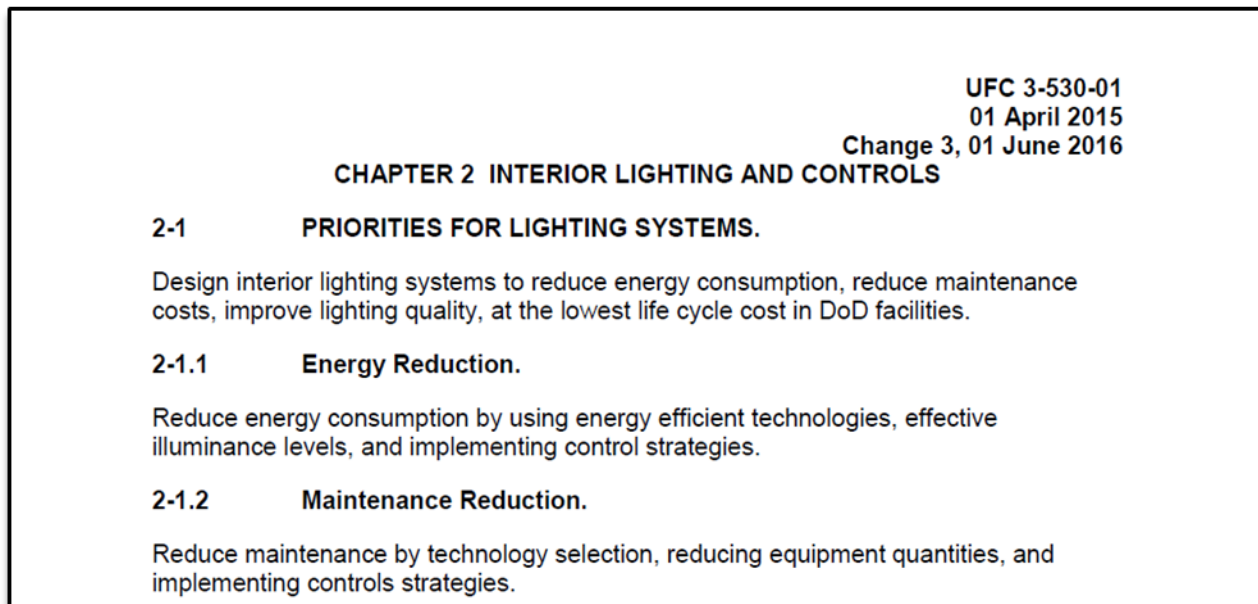 UFC 3-530-01
01 April 2015
Change 3, 01 June 2016
CHAPTER 2 INTERIOR LIGHTING AND CONTROLS
2-1 PRIORITIES FOR LIGHTING SYSTEMS.
Design interior lighting systems to reduce energy consumption, reduce maintenance
costs, improve lighting quality, at the lowest life cycle cost in DoD facilities.
2-1.1 Energy Reduction.
Reduce energy consumption by using energy efficient technologies, effective
illuminance levels, and implementing control strategies.
2-1.2 Maintenance Reduction.
Reduce maintenance by technology selection, reducing equipment quantities, and
implementing controls strategies.